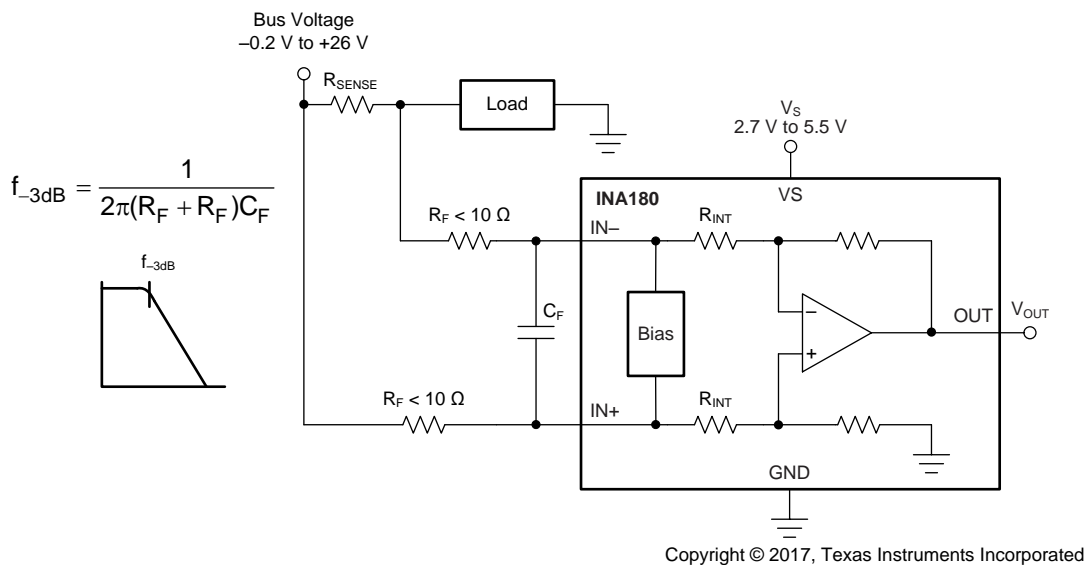 Bus Voltage
–0.2 V to +26 V
R_SENSE
Load
V_S
2.7 V to 5.5 V
f_–3dB = 1 / 2π(R_F + R_F)C_F
INA180
VS
R_F < 10 Ω
IN–
R_INT
f_–3dB
C_F
Bias
–
+
OUT
V_OUT
R_F < 10 Ω
IN+
R_INT
GND
Copyright © 2017, Texas Instruments Incorporated